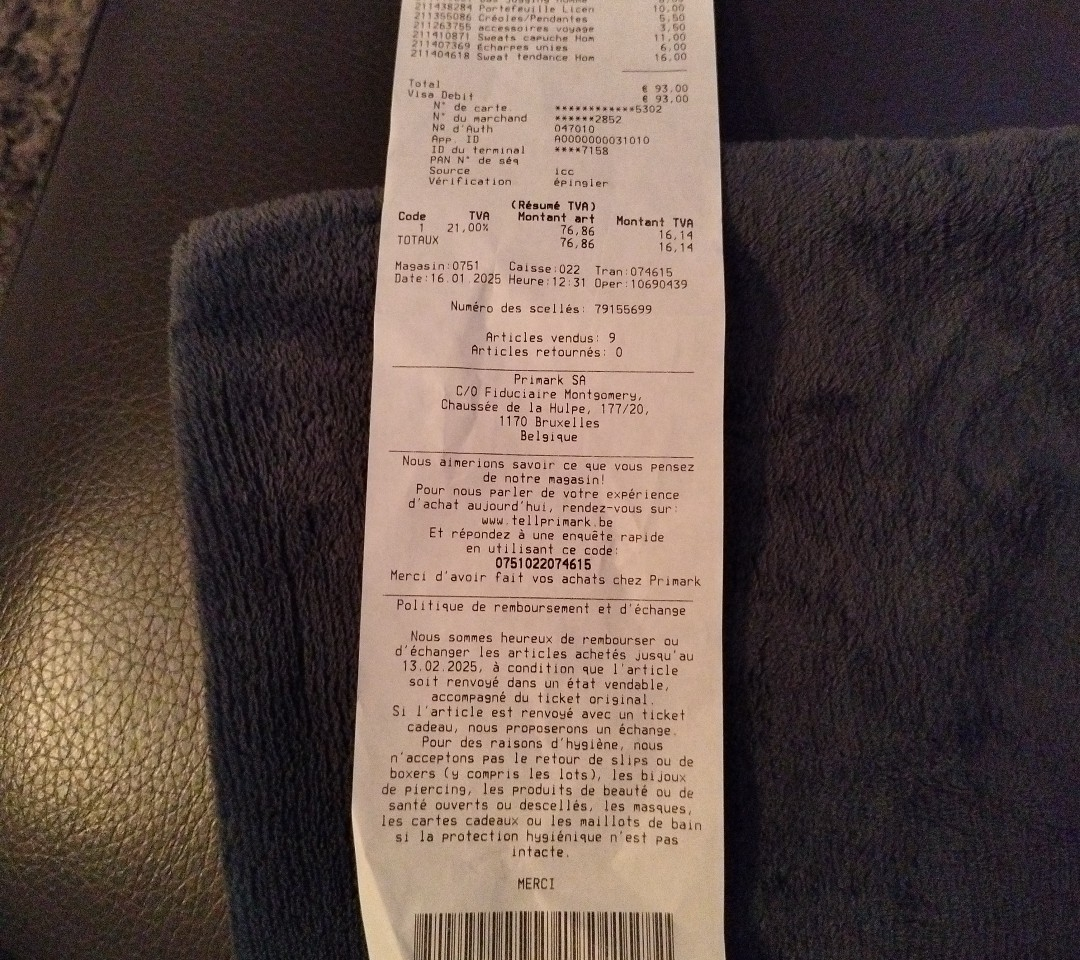 211438284 Portefeuille Licen 10,00
211355086 Créoles/Pendantes 5,50
211263755 accessoires voyage 3,50
211410871 Sweats capuche Hom 11,00
211407369 Écharpes unies 6,00
211404618 Sweat tendance Hom 16,00
Total € 93,00
Visa Debit € 93,00
N° de carte ************5302
N° du marchand ******2852
Nº d'Auth 047010
App. ID A0000000031010
ID du terminal ****7158
PAN N° de séq
Source icc
Vérification épingler
(Résumé TVA)
Code TVA Montant art Montant TVA
1 21,00% 76,86 16,14
TOTAUX 76,86 16,14
Magasin:0751 Caisse:022 Tran:074615
Date:16.01.2025 Heure:12:31 Oper:10690439
Numéro des scellés: 79155699
Articles vendus: 9
Articles retournés: 0
Primark SA
C/O Fiduciaire Montgomery,
Chaussée de la Hulpe, 177/20,
1170 Bruxelles
Belgique
Nous aimerions savoir ce que vous pensez
de notre magasin!
Pour nous parler de votre expérience
d'achat aujourd'hui, rendez-vous sur:
www.tellprimark.be
Et répondez à une enquête rapide
en utilisant ce code:
0751022074615
Merci d'avoir fait vos achats chez Primark
Politique de remboursement et d'échange
Nous sommes heureux de rembourser ou
d'échanger les articles achetés jusqu'au
13.02.2025, à condition que l'article
soit renvoyé dans un état vendable,
accompagné du ticket original.
Si l'article est renvoyé avec un ticket
cadeau, nous proposerons un échange.
Pour des raisons d'hygiène, nous
n'acceptons pas le retour de slips ou de
boxers (y compris les lots), les bijoux
de piercing, les produits de beauté ou de
santé ouverts ou descellés, les masques,
les cartes cadeaux ou les maillots de bain
si la protection hygiénique n'est pas
intacte.
MERCI